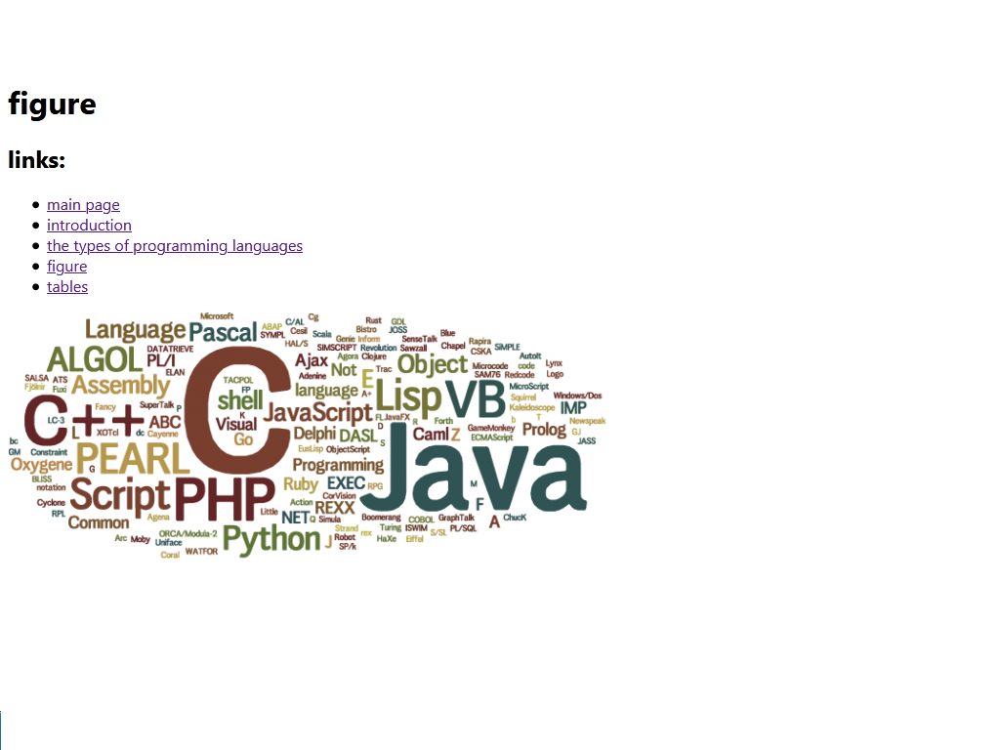 figure
links:
main page
introduction
the types of programming languages
figure
tables
Microsoft
Language Pascal ABAP C/AL Cg Rust GDL
SYMPL Cesil Scala Bistro JOSS
HAL/S Genie Inform SenseTalk Blue
DATATRIEVE SIMSCRIPT Revolution Sawzall Chapel Rapira SiMPLE
ALGOL PL/I Ajax Agora Clojure Object CSKA AutoIt
ELAN Adenine Not E Trac Microcode code Lynx
SALSA ATS SAM76 Redcode Logo
Fjölnir Fuxi Assembly C TACPOL language A+ Lisp VB MicroScript
FP
C++ Fancy SuperTalk P shell JavaScript FL JavaFX R Forth Squirrel Windows/Dos
LC-3 K Kaleidoscope IMP
L XOTcl dc ABC Visual Delphi DASL D Caml Z GameMonkey b T Prolog Newspeak
bc Cayenne Go S ECMAScript GJ
GM Constraint EusLisp ObjectScript JASS
Oxygene PEARL G Programming Java
BLISS Ruby EXEC RPG M
notation Script PHP CorVision F
Cyclone Action REXX
RPL Little NET Q Simula Boomerang COBOL GraphTalk A ChucK
Common Agena Strand rex Turing ISWIM S/SL PL/SQL
Arc Moby ORCA/Modula-2 Python J Robot HaXe Eiffel
Uniface SP/k
Coral WATFOR